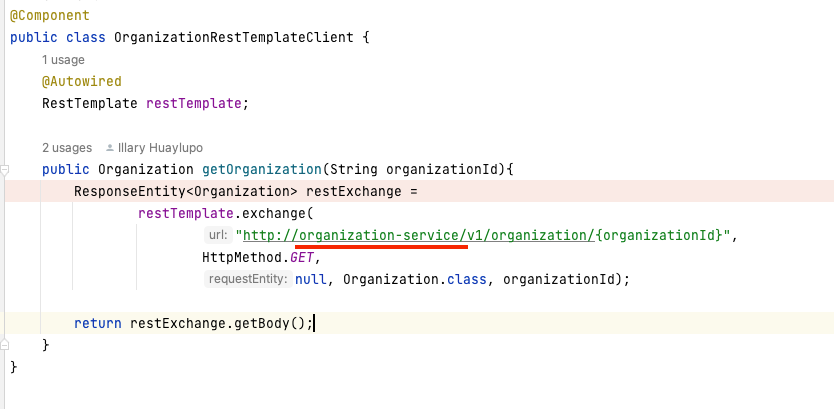 @Component
public class OrganizationRestTemplateClient {
1 usage
@Autowired
RestTemplate restTemplate;
2 usages Illary Huaylupo
public Organization getOrganization(String organizationId){
ResponseEntity<Organization> restExchange =
restTemplate.exchange(
url: "http://organization-service/v1/organization/{organizationId}",
HttpMethod.GET,
requestEntity: null, Organization.class, organizationId);
return restExchange.getBody();
}
}